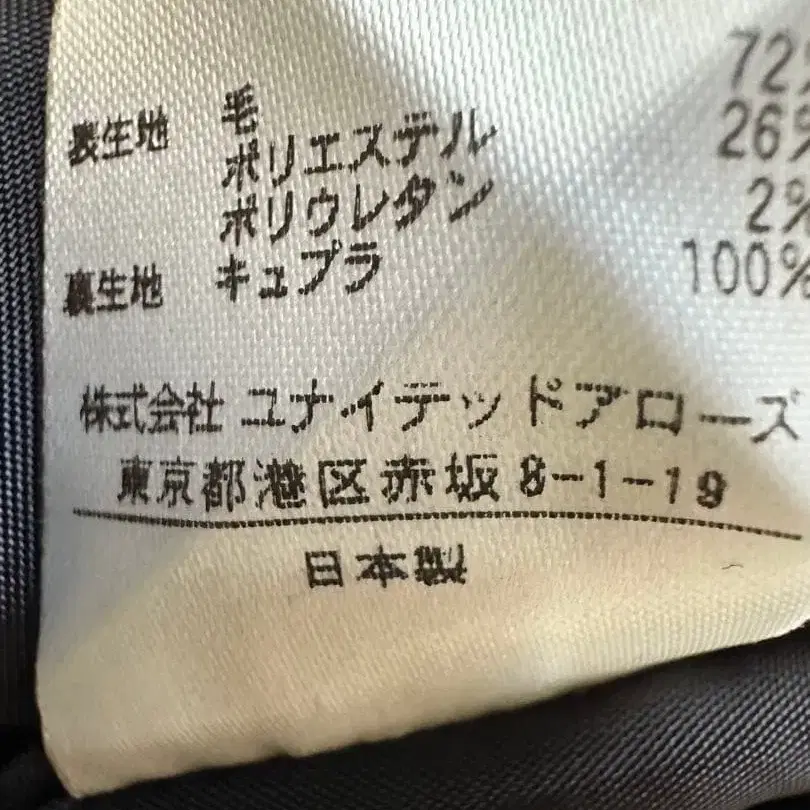 表生地 毛 72%
ポリエステル 26%
ポリウレタン 2%
裏生地 キュプラ 100%
株式会社 ユナイテッドアローズ
東京都港区赤坂8-1-19
日本製